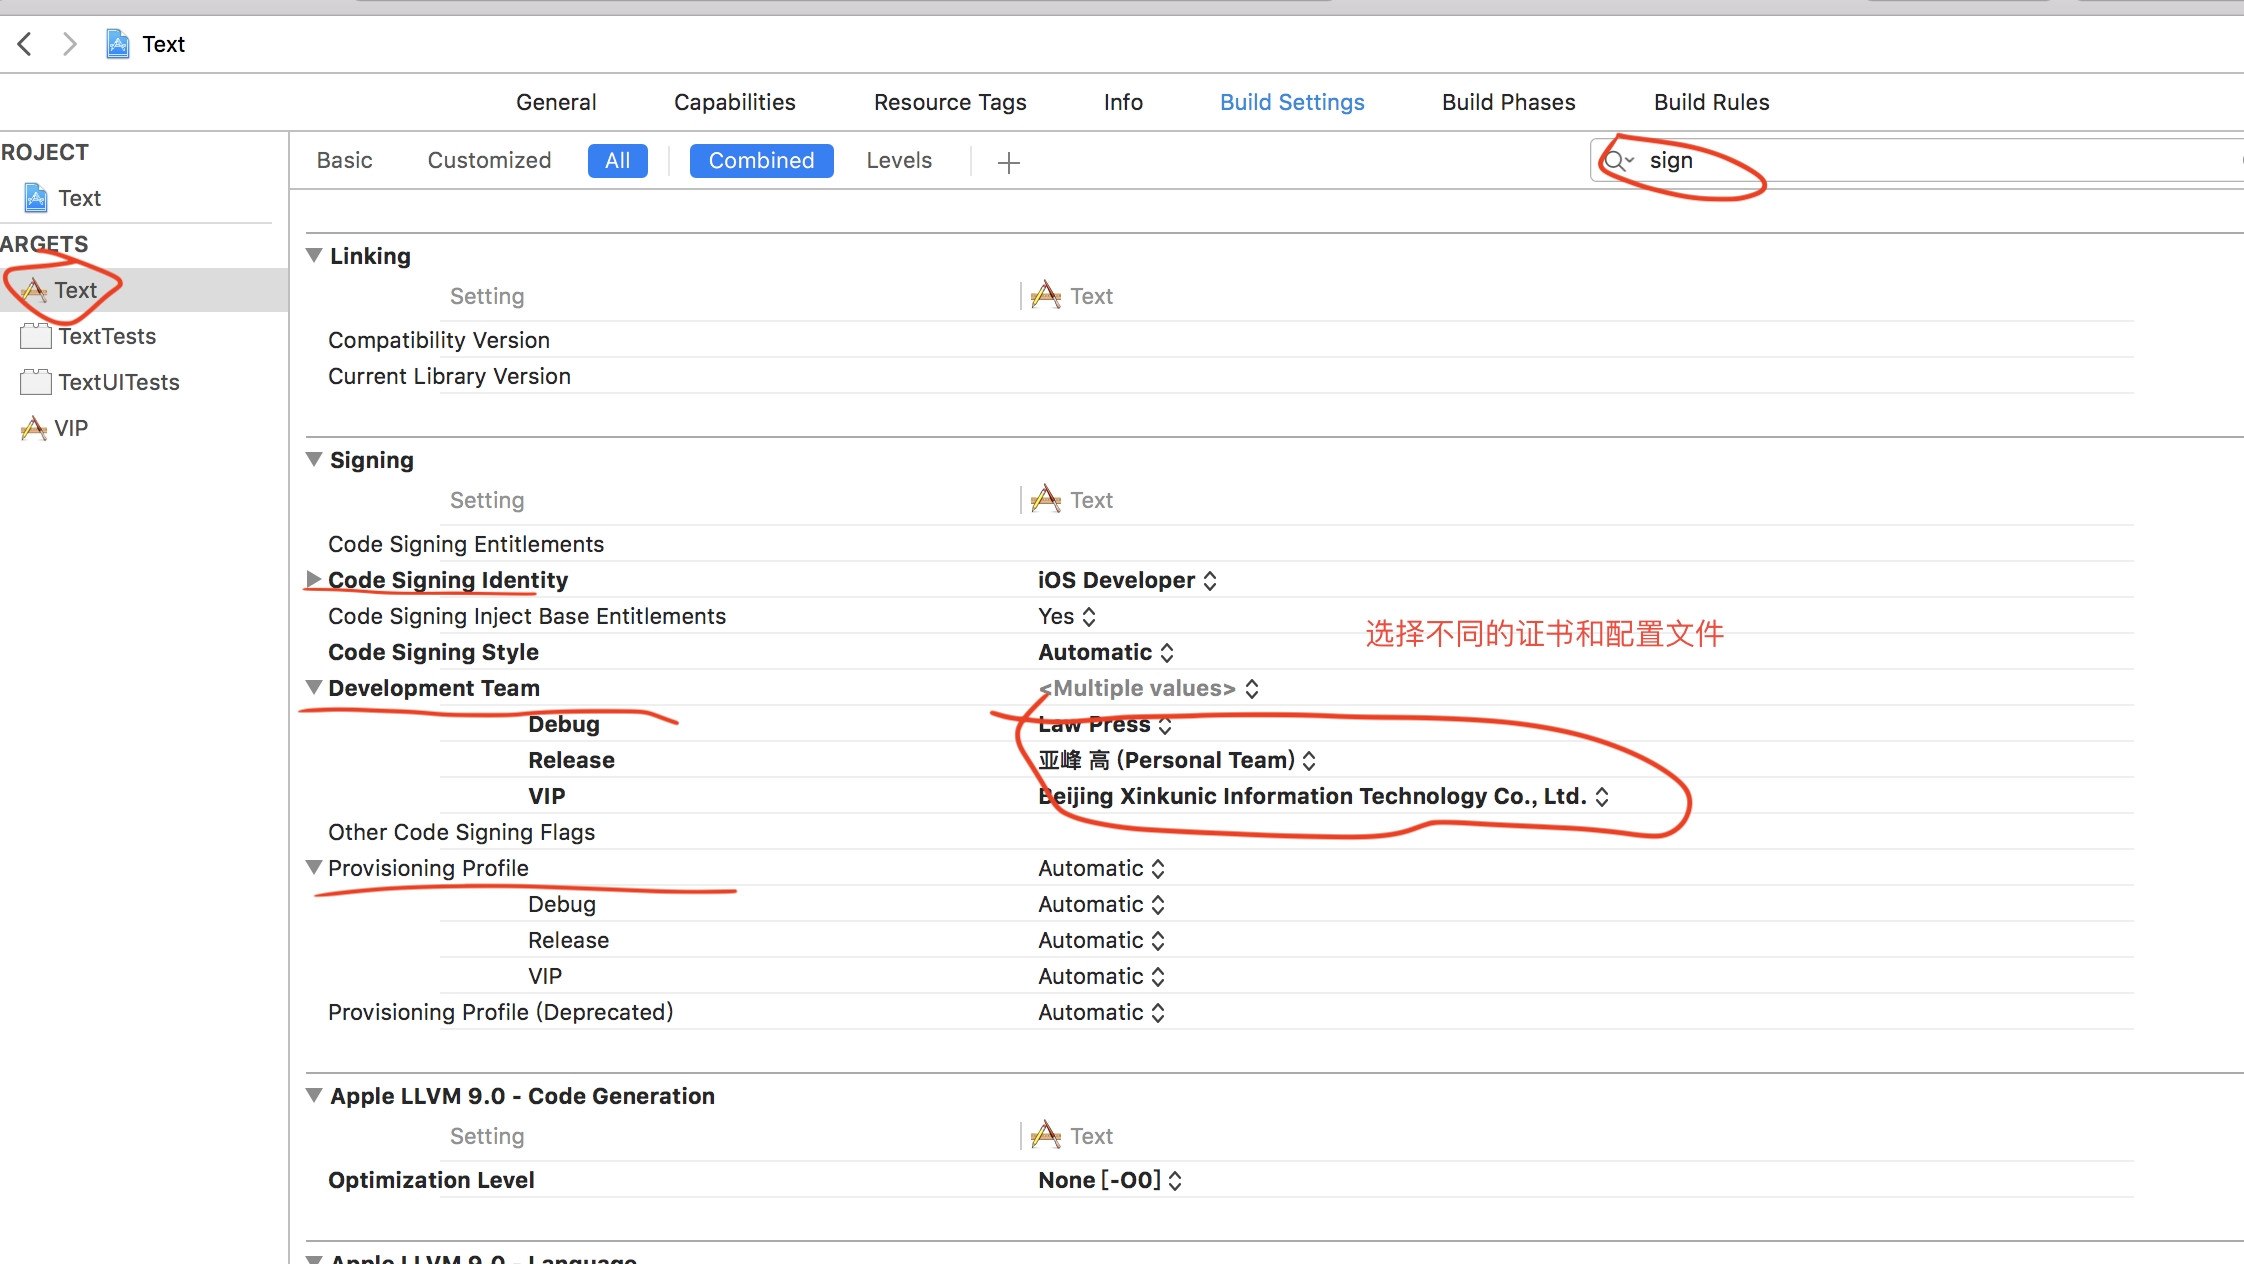 Text
General Capabilities Resource Tags Info Build Settings Build Phases Build Rules
ROJECT
Text
ARGETS
Text
TextTests
TextUITests
VIP
Basic Customized All Combined Levels
sign
Linking
Setting Text
Compatibility Version
Current Library Version
Signing
Setting Text
Code Signing Entitlements
Code Signing Identity iOS Developer
Code Signing Inject Base Entitlements Yes
选择不同的证书和配置文件
Code Signing Style Automatic
Development Team <Multiple values>
Debug Law Press
Release 亚峰 高 (Personal Team)
VIP Beijing Xinkunic Information Technology Co., Ltd.
Other Code Signing Flags
Provisioning Profile Automatic
Debug Automatic
Release Automatic
VIP Automatic
Provisioning Profile (Deprecated) Automatic
Apple LLVM 9.0 - Code Generation
Setting Text
Optimization Level None [-O0]
Apple LLVM 9.0 - Language